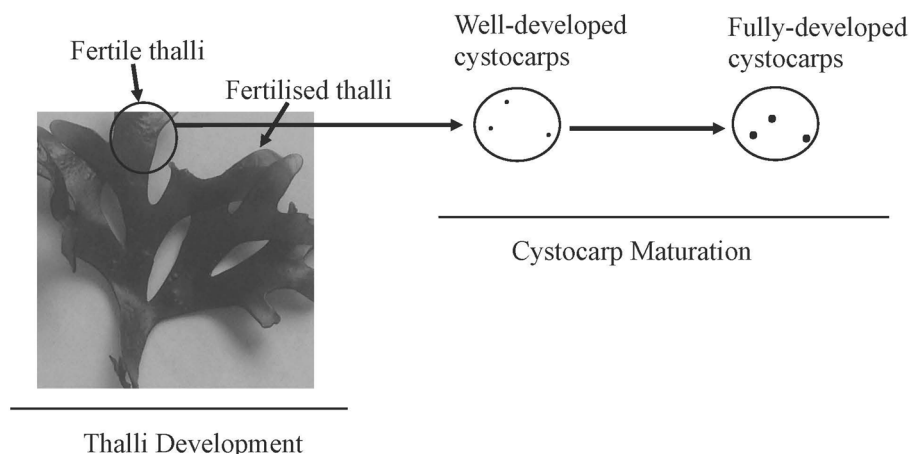 Fertile thalli
Fertilised thalli
Well-developed
cystocarps
Fully-developed
cystocarps
Cystocarp Maturation
Thalli Development